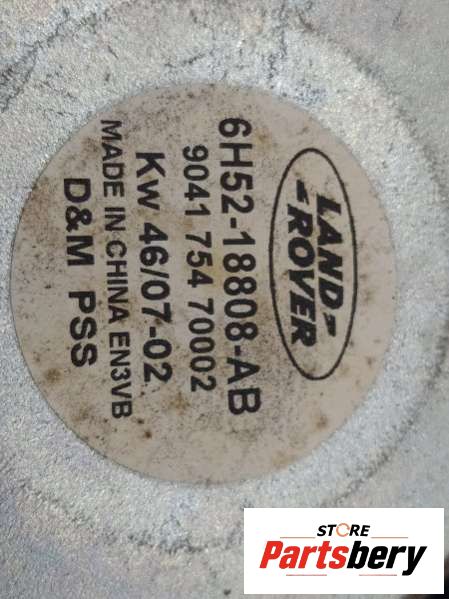 LAND-
-ROVER
6H52-18808-AB
9041 754 70002
Kw 46/07-02
MADE IN CHINA EN3VB
D&M PSS
STORE
Partsbery